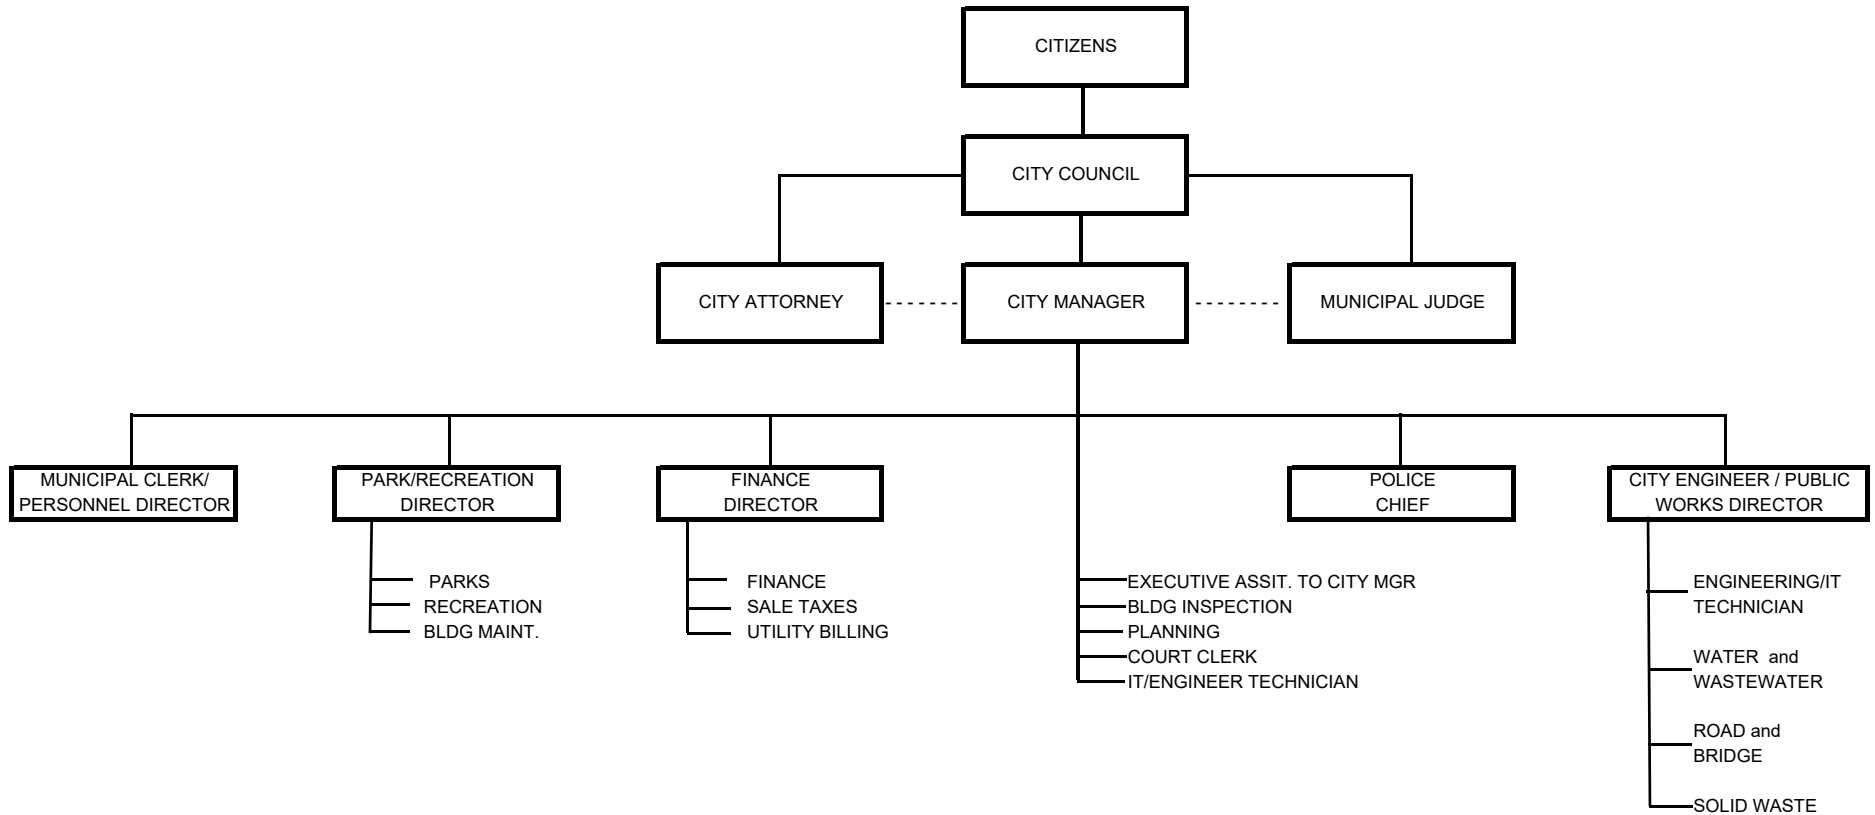 CITIZENS
CITY COUNCIL
CITY ATTORNEY
CITY MANAGER
MUNICIPAL JUDGE
MUNICIPAL CLERK/
PERSONNEL DIRECTOR
PARK/RECREATION
DIRECTOR
FINANCE
DIRECTOR
POLICE
CHIEF
CITY ENGINEER / PUBLIC
WORKS DIRECTOR
PARKS
RECREATION
BLDG MAINT.
FINANCE
SALE TAXES
UTILITY BILLING
EXECUTIVE ASSIT. TO CITY MGR
BLDG INSPECTION
PLANNING
COURT CLERK
IT/ENGINEER TECHNICIAN
ENGINEERING/IT
TECHNICIAN
WATER and
WASTEWATER
ROAD and
BRIDGE
SOLID WASTE